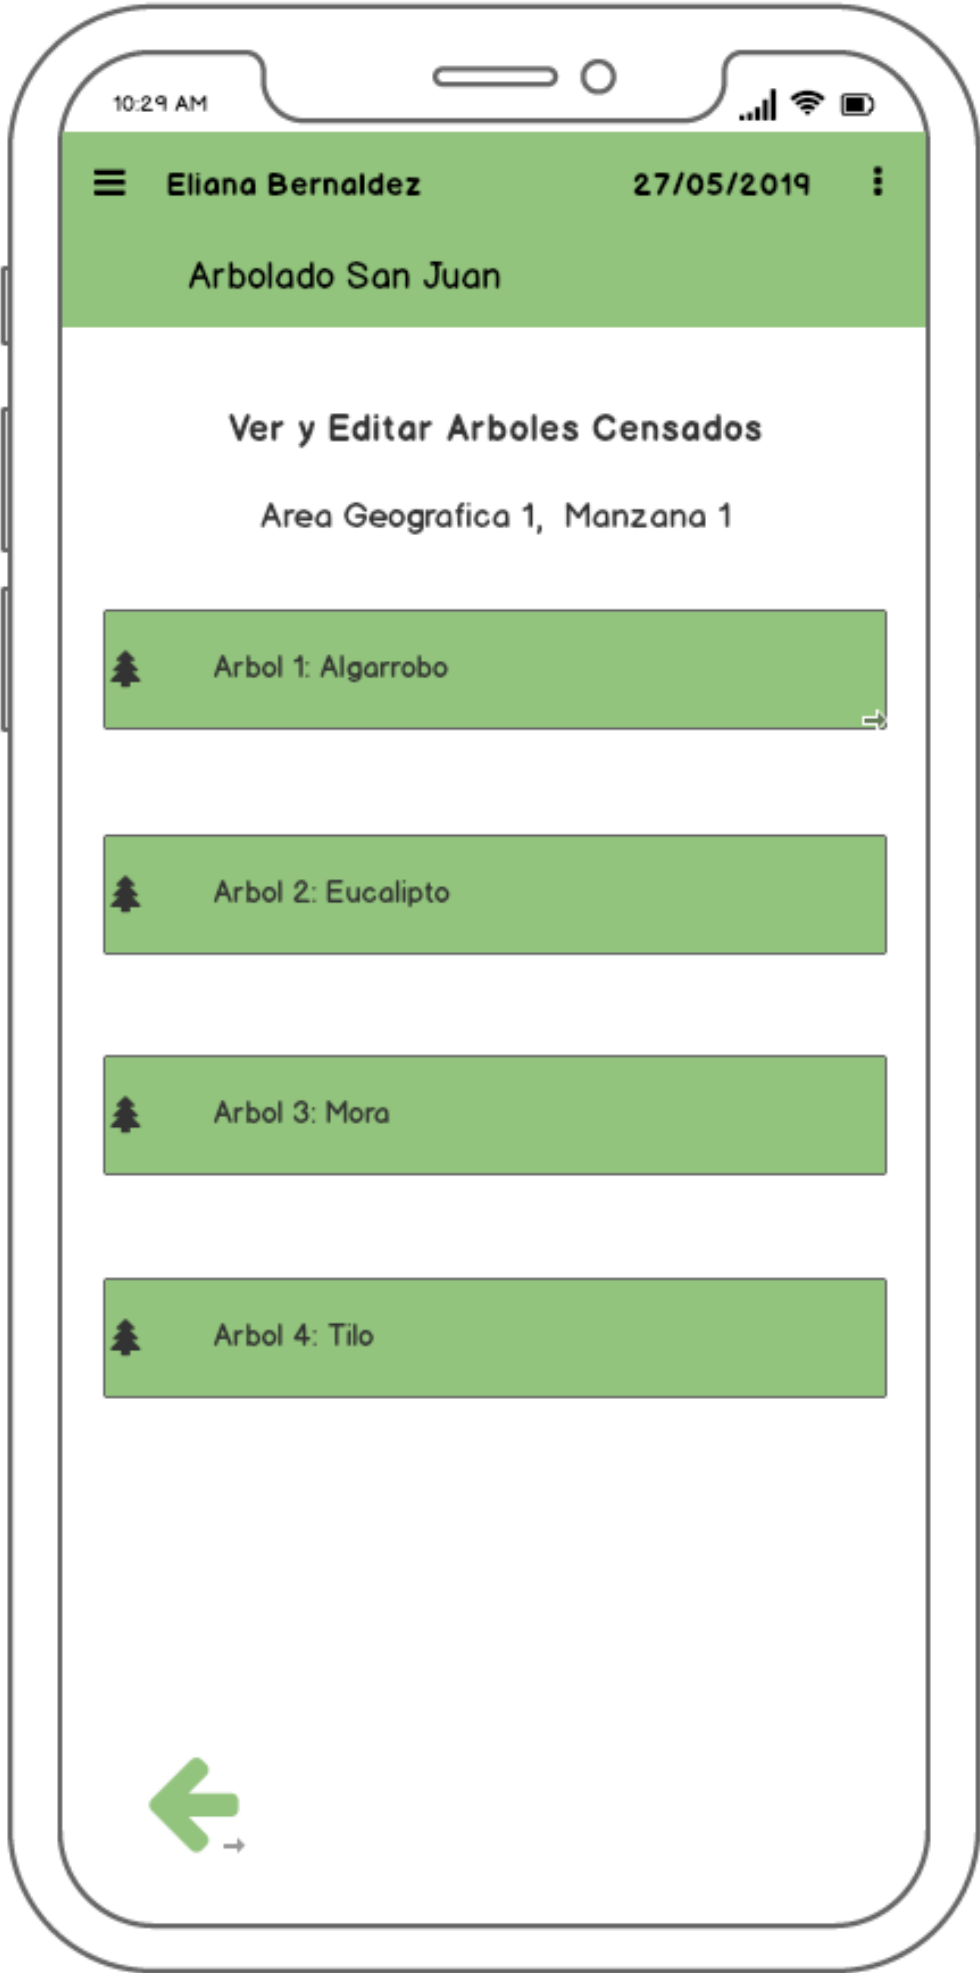 10:29 AM
Eliana Bernaldez 27/05/2019
Arbolado San Juan
Ver y Editar Arboles Censados
Area Geografica 1, Manzana 1
Arbol 1: Algarrobo
Arbol 2: Eucalipto
Arbol 3: Mora
Arbol 4: Tilo